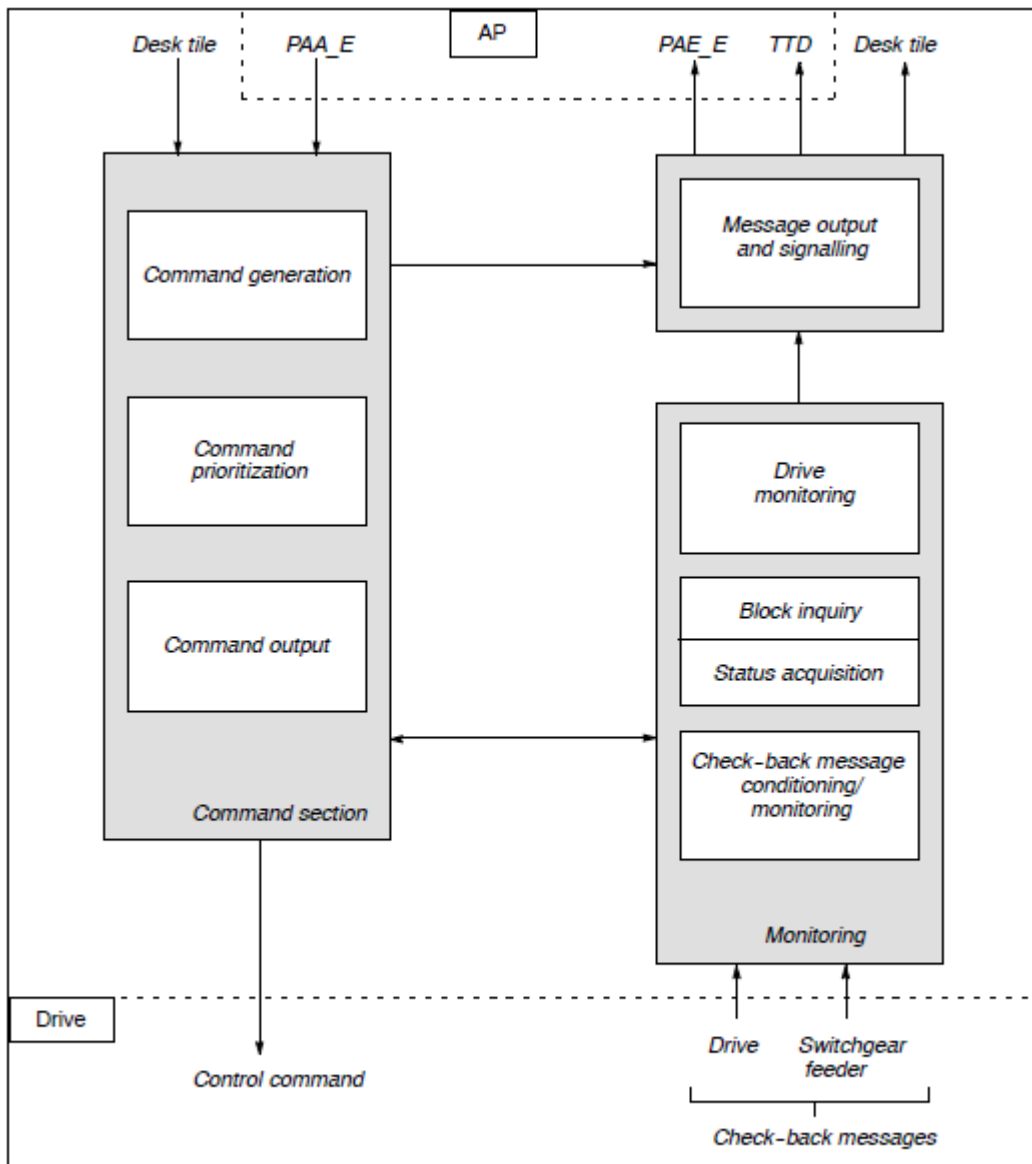 AP
Desk tile
PAA_E
PAE_E
TTD
Desk tile
Command generation
Message output
and signalling
Command
prioritization
Drive
monitoring
Command output
Block inquiry
Status acquisition
Check-back message
conditioning/
monitoring
Command section
Monitoring
Drive
Control command
Drive
Switchgear
feeder
Check-back messages